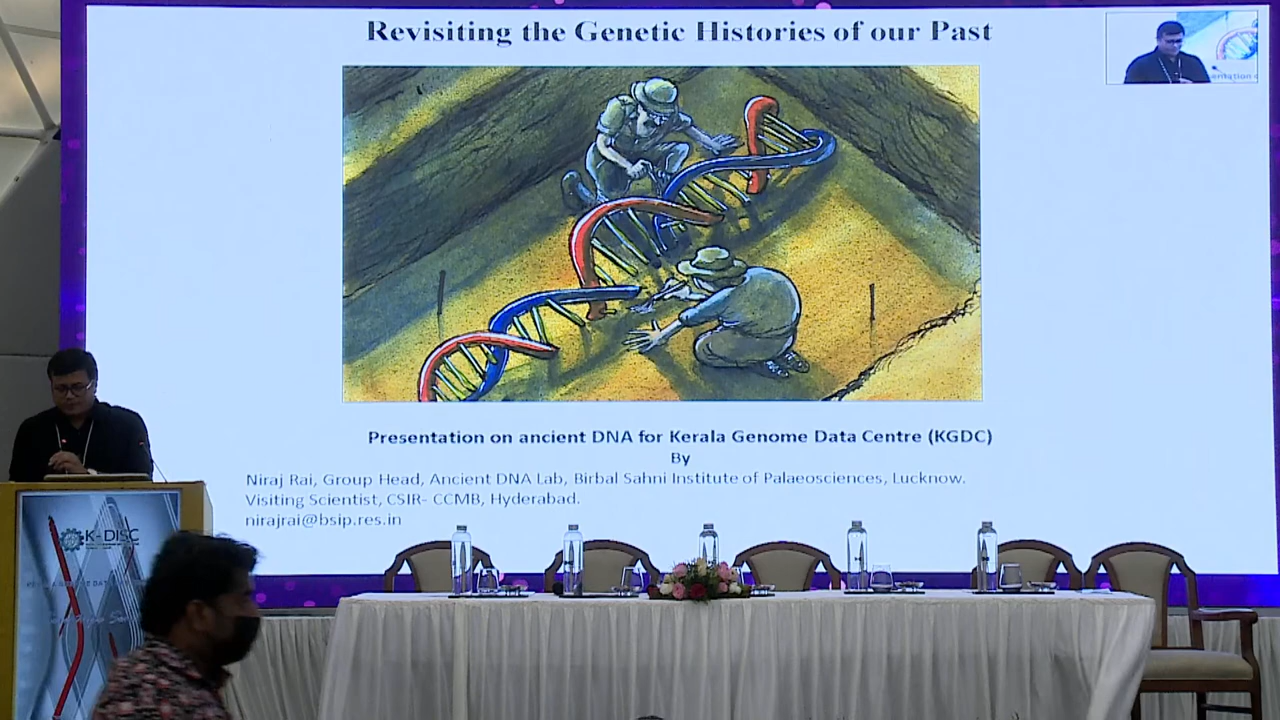 Revisiting the Genetic Histories of our Past
entation
Presentation on ancient DNA for Kerala Genome Data Centre (KGDC)
By
Niraj Rai, Group Head, Ancient DNA Lab, Birbal Sahni Institute of Palaeosciences, Lucknow.
Visiting Scientist, CSIR- CCMB, Hyderabad.
nirajrai@bsip.res.in
K-DISC